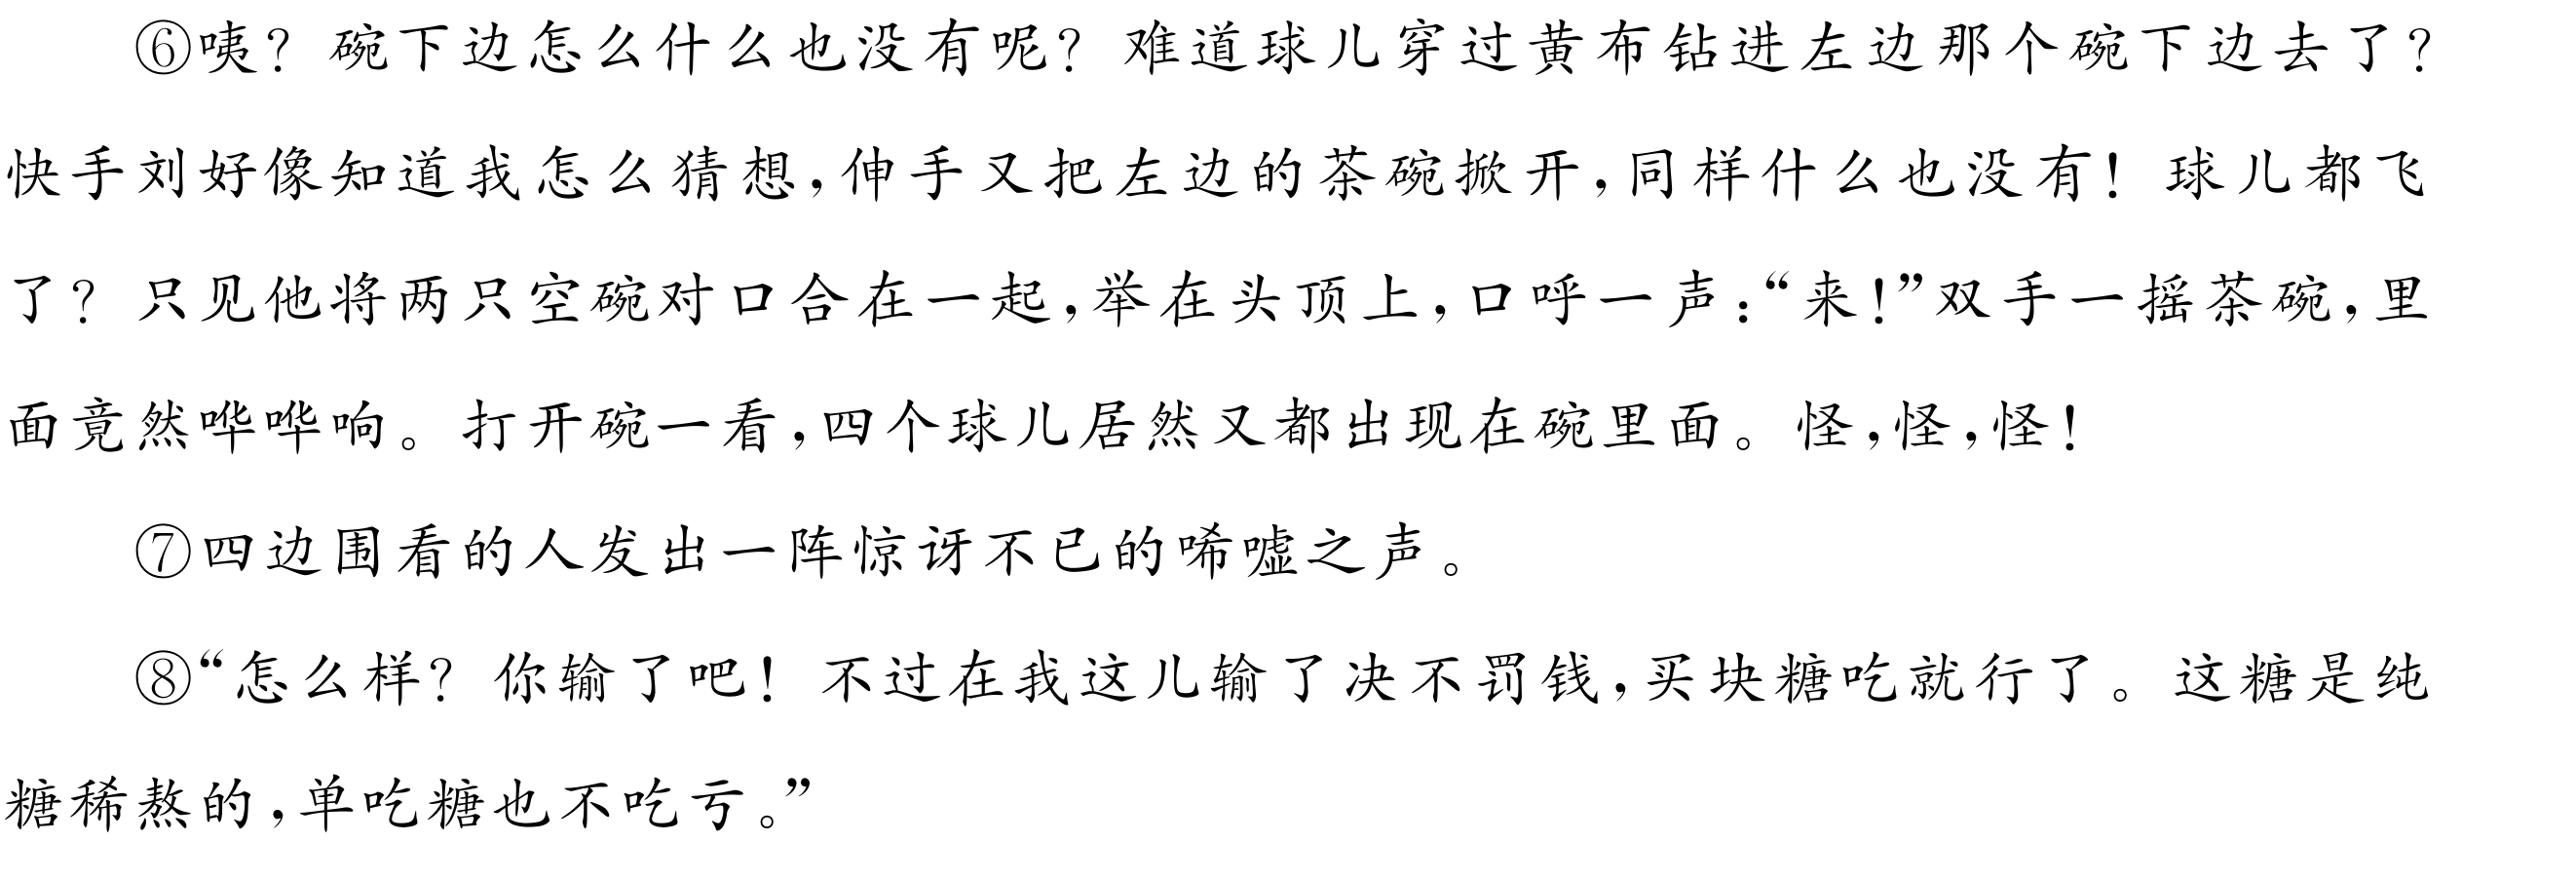 ⑥咦？碗下边怎么什么也没有呢？难道球儿穿过黄布钻进左边那个碗下边去了？
快手刘好像知道我怎么猜想，伸手又把左边的茶碗掀开，同样什么也没有！球儿都飞
了？只见他将两只空碗对口合在一起，举在头顶上，口呼一声：“来！”双手一摇茶碗，里
面竟然哗哗响。打开碗一看，四个球儿居然又都出现在碗里面。怪，怪，怪！
⑦四边围看的人发出一阵惊讶不已的唏嘘之声。
⑧“怎么样？你输了吧！不过在我这儿输了决不罚钱，买块糖吃就行了。这糖是纯
糖稀熬的，单吃糖也不吃亏。”